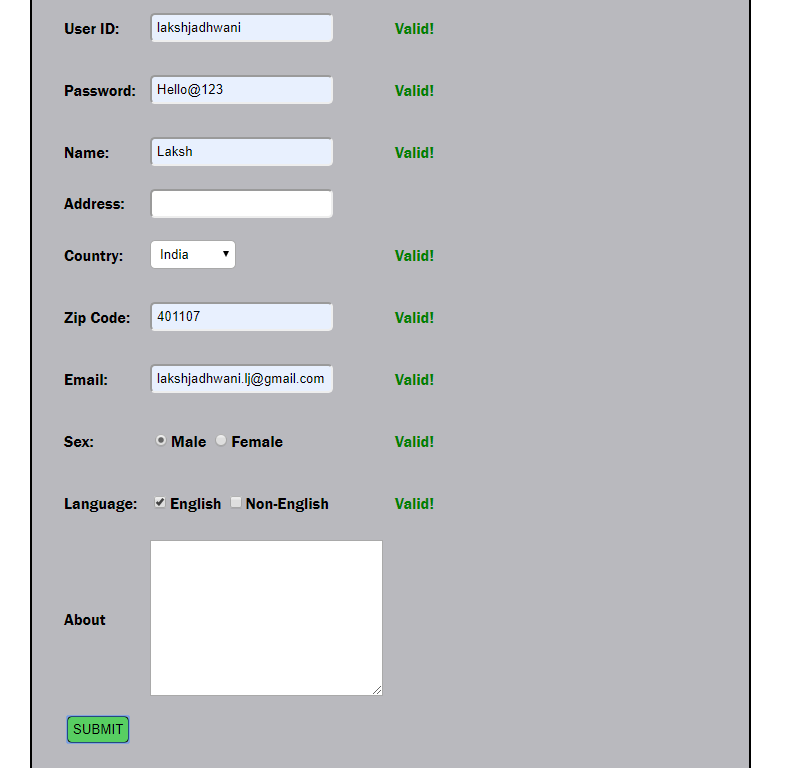 User ID: lakshjadhwani Valid!
Password: Hello@123 Valid!
Name: Laksh Valid!
Address:
Country: India Valid!
Zip Code: 401107 Valid!
Email: lakshjadhwani.lj@gmail.com Valid!
Sex: Male Female Valid!
Language: English Non-English Valid!
About
SUBMIT